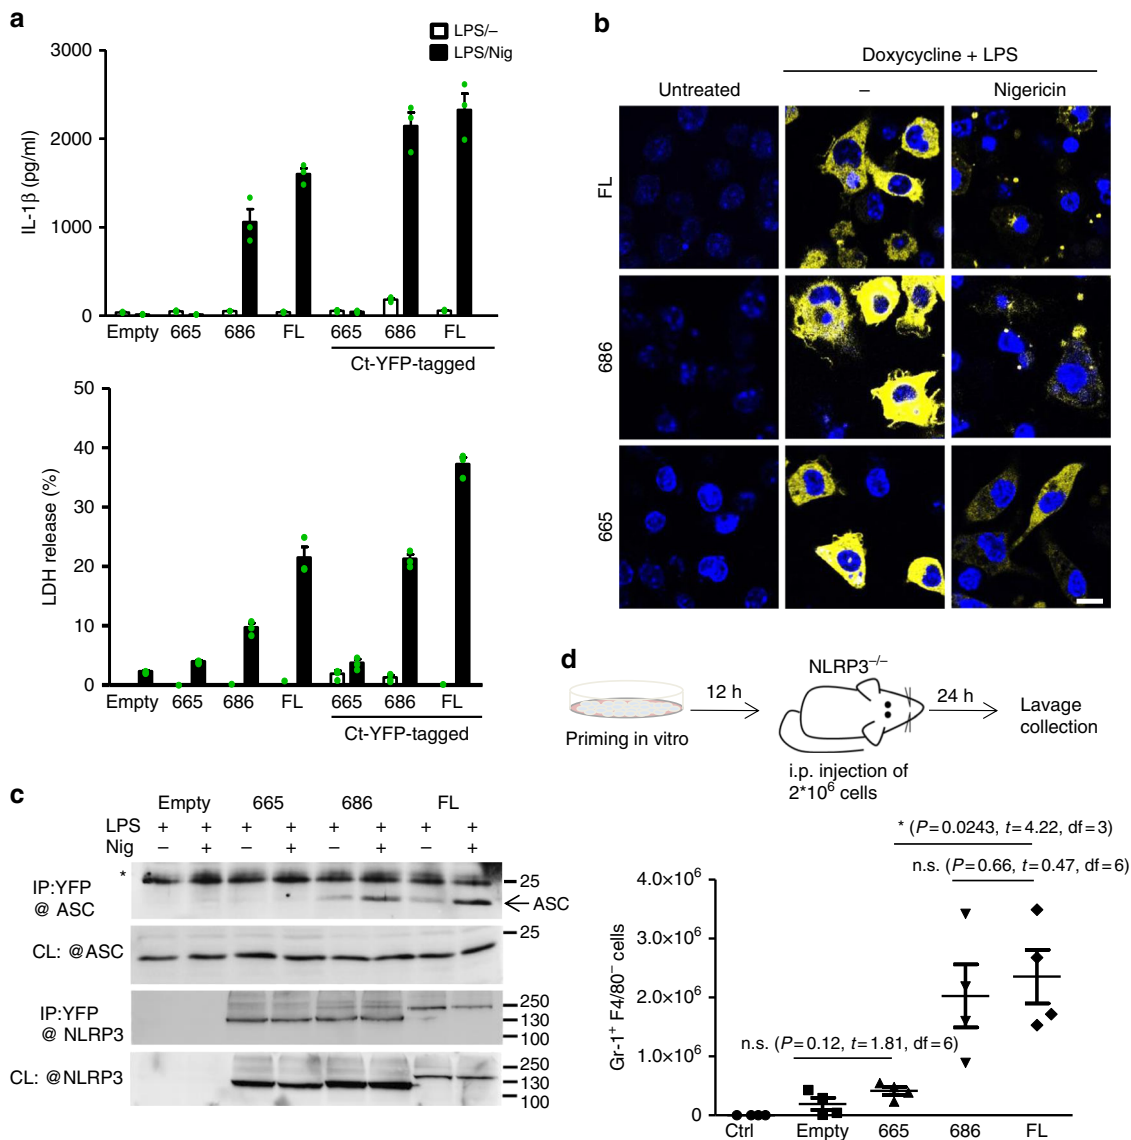 a
LPS/–
LPS/Nig
3000
2000
1000
0
IL-1β (pg/ml)
Empty 665 686 FL 665 686 FL
Ct-YFP-tagged
50
40
30
20
10
0
LDH release (%)
Empty 665 686 FL 665 686 FL
Ct-YFP-tagged
b
Doxycycline + LPS
Untreated – Nigericin
FL
686
665
c
Empty 665 686 FL
LPS + + + + + + + +
Nig – + – + – + – +
*
IP:YFP
@ ASC
25
ASC
CL: @ASC
25
IP:YFP
@ NLRP3
250
130
100
CL: @NLRP3
250
130
100
d
NLRP3−/−
12 h
24 h
Priming in vitro
Lavage
collection
i.p. injection of
2*10⁶ cells
* (P=0.0243, t=4.22, df=3)
n.s. (P=0.66, t=0.47, df=6)
n.s. (P=0.12, t=1.81, df=6)
4.0×10⁶
3.0×10⁶
2.0×10⁶
1.0×10⁶
0
Gr-1⁺ F4/80⁻ cells
Ctrl Empty 665 686 FL